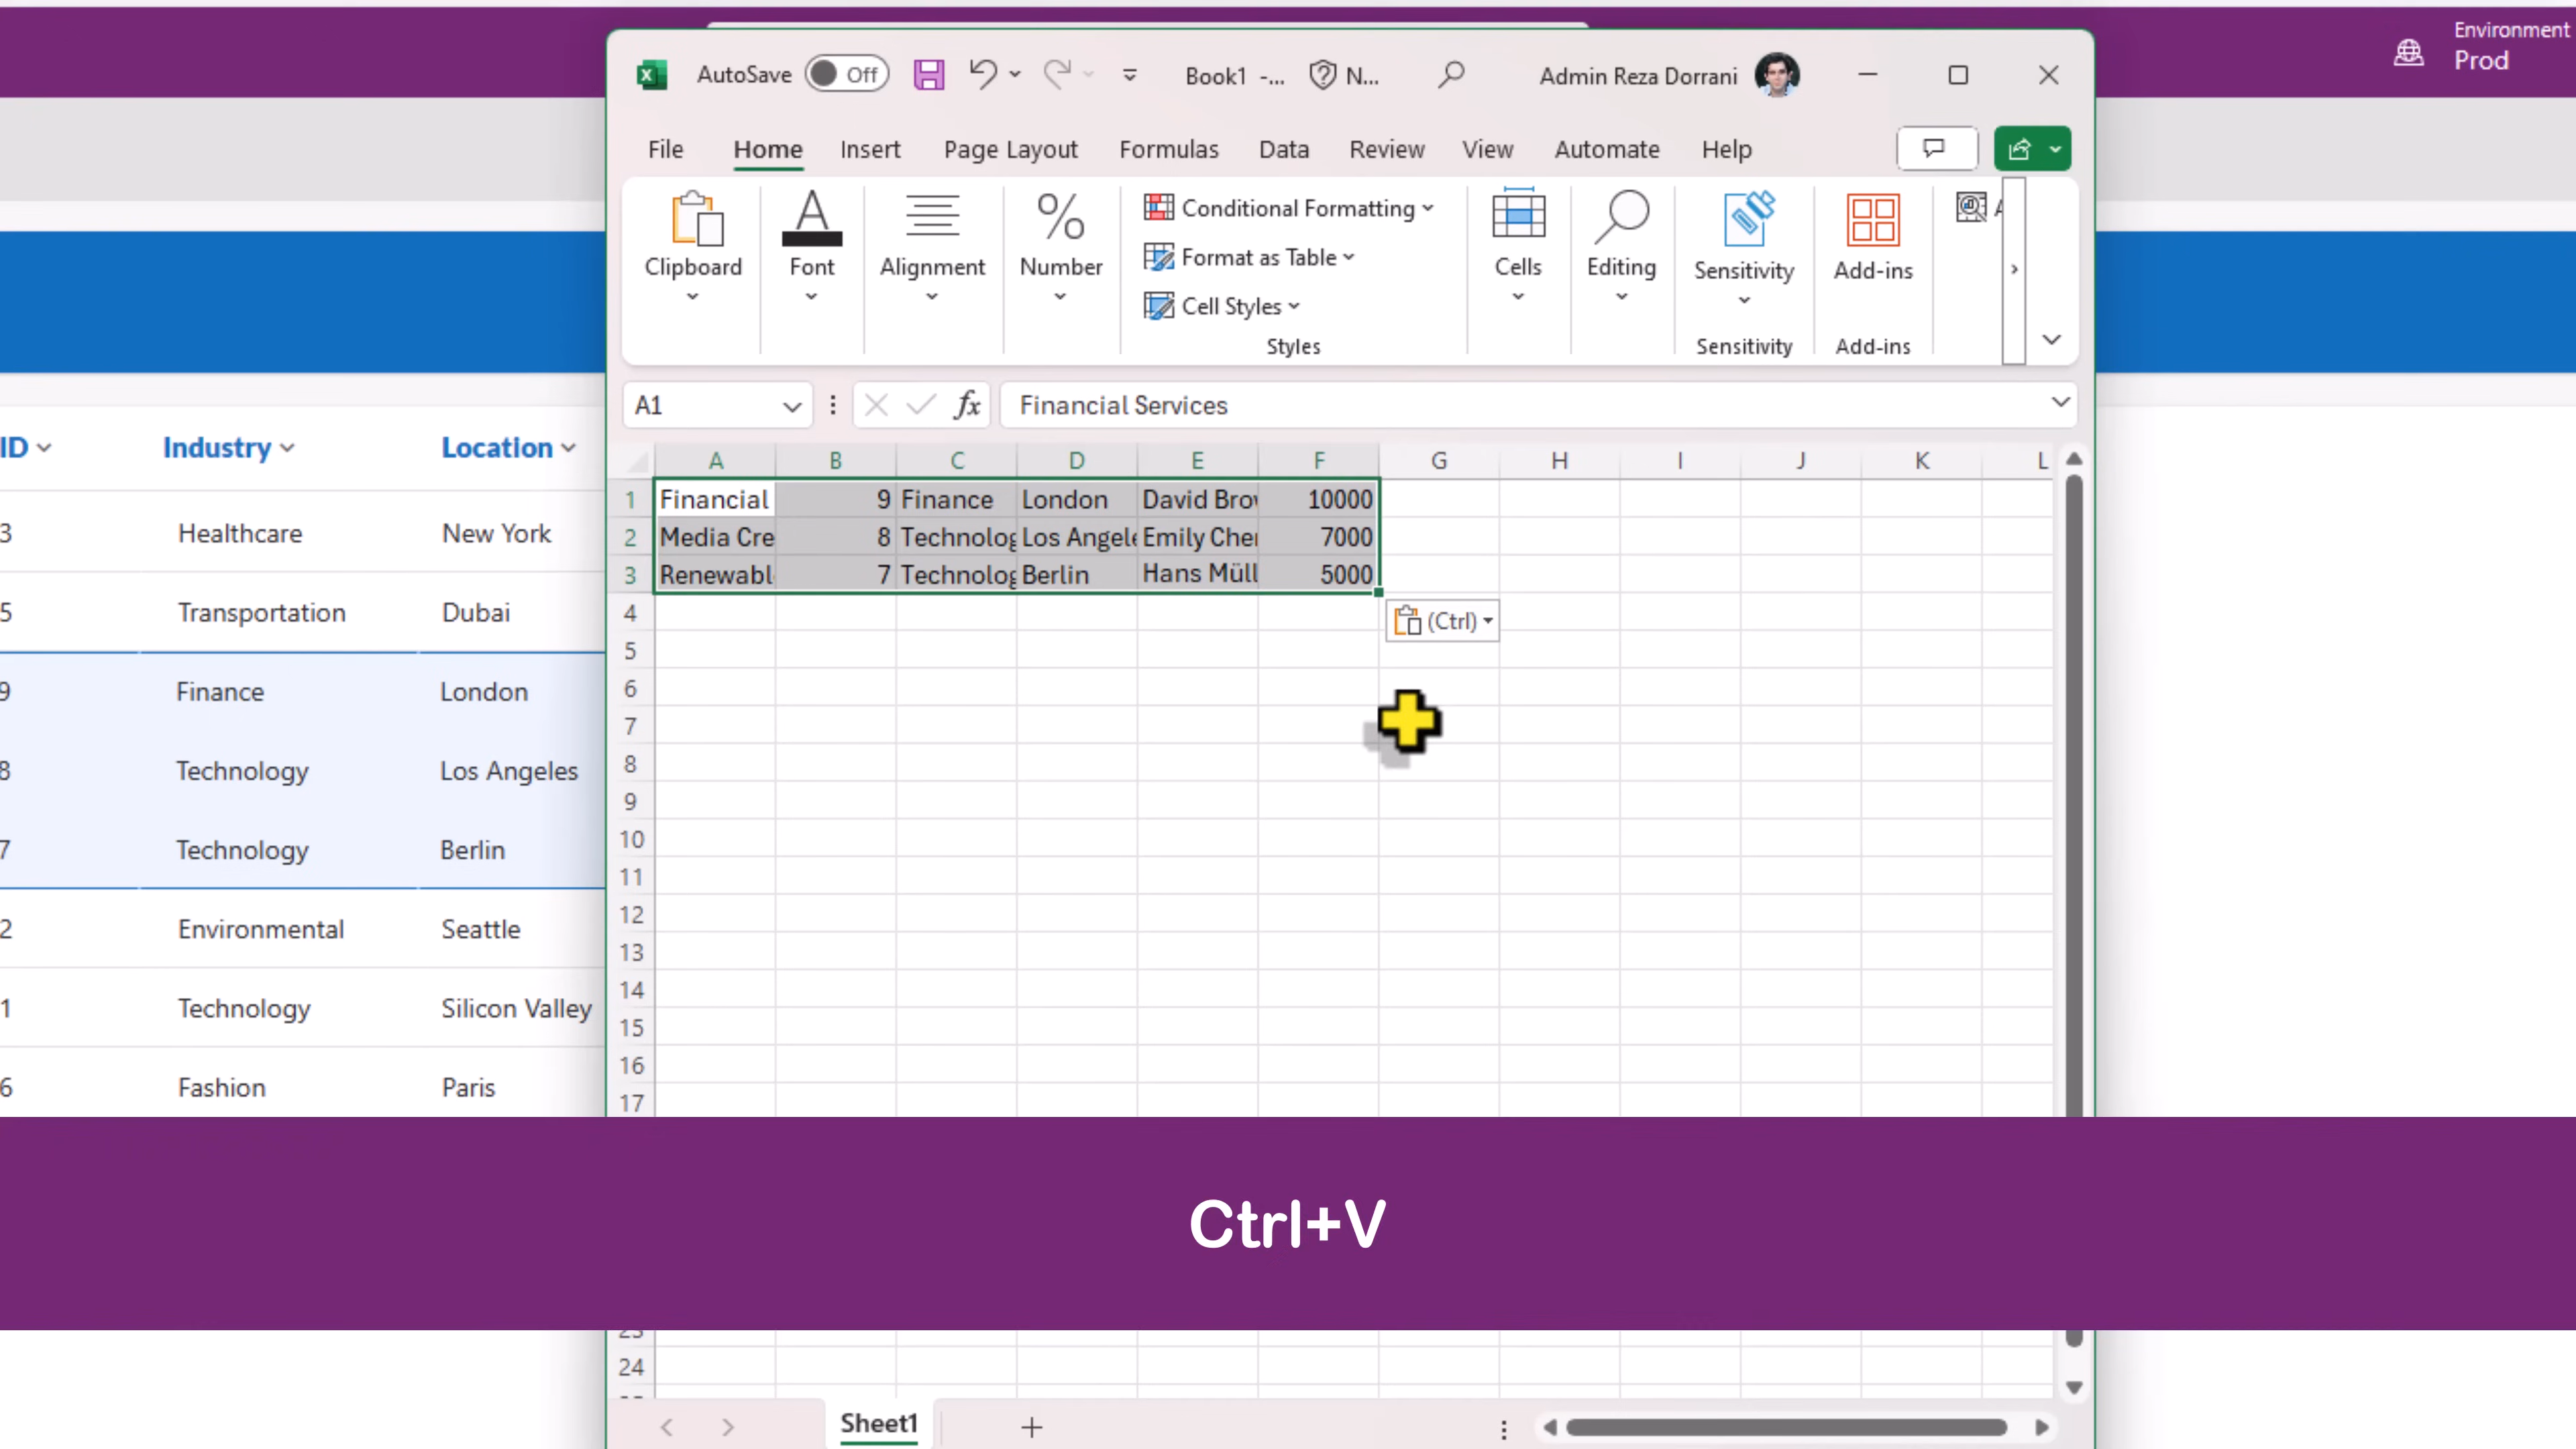 Environment
Prod
AutoSave Off Book1 -... N... Admin Reza Dorrani
File Home Insert Page Layout Formulas Data Review View Automate Help
Clipboard Font Alignment Number Conditional Formatting Format as Table Cell Styles Cells Editing Sensitivity Add-ins
Styles Sensitivity Add-ins
A1 fx Financial Services
ID Industry Location
3 Healthcare New York
5 Transportation Dubai
9 Finance London
8 Technology Los Angeles
7 Technology Berlin
2 Environmental Seattle
1 Technology Silicon Valley
6 Fashion Paris
A B C D E F G H I J K L
1 Financial 9 Finance London David Bro 10000
2 Media Cre 8 Technolog Los Angele Emily Che 7000
3 Renewabl 7 Technolog Berlin Hans Müll 5000
4 (Ctrl)
5
6
7
8
9
10
11
12
13
14
15
16
17
Ctrl+V
24
Sheet1